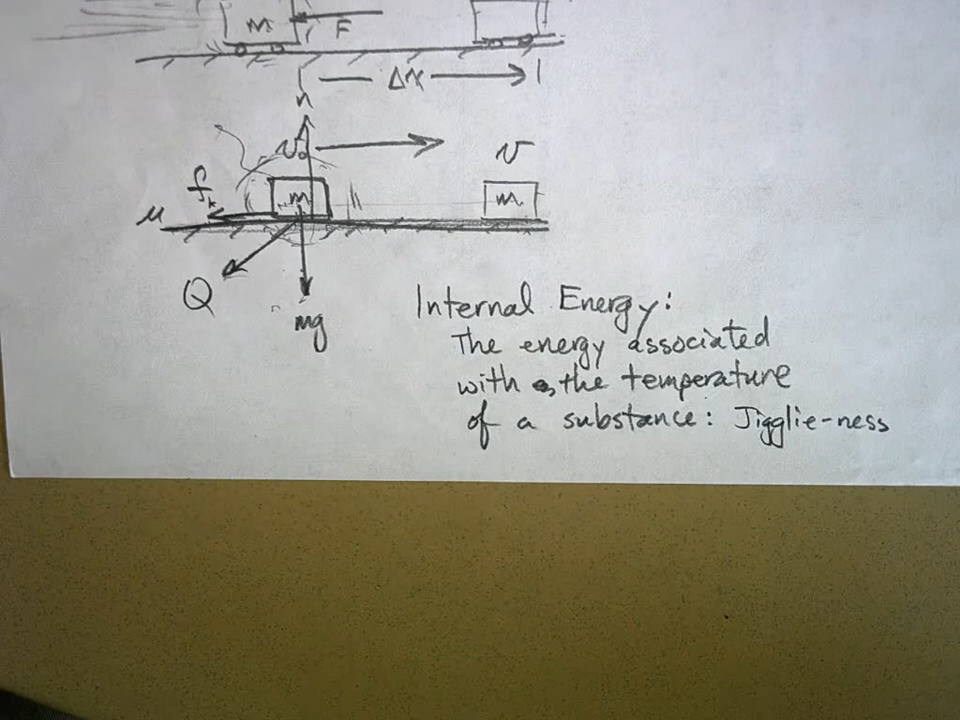 m F
Δx
n
v₀ v
fₖ m m
μ
Q
mg
Internal Energy:
The energy associated
with the temperature
of a substance: Jigglie-ness